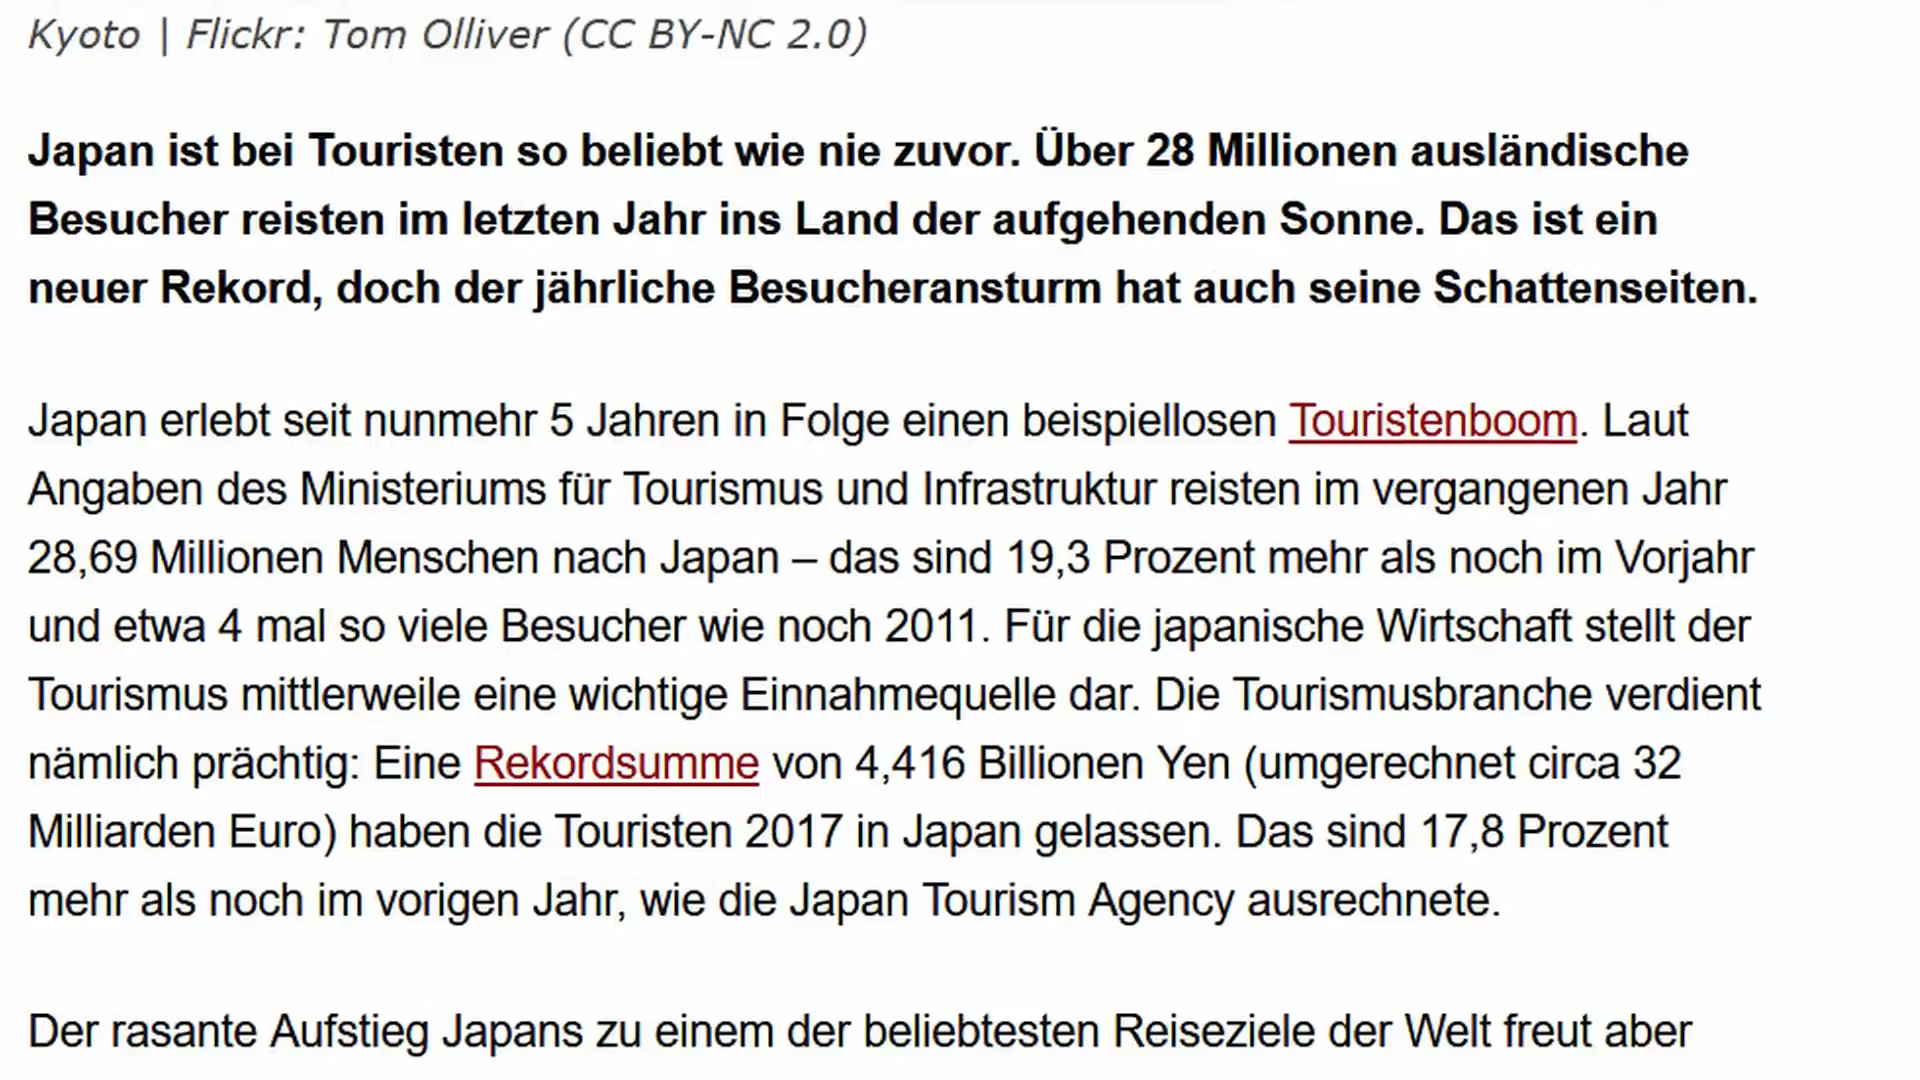 Kyoto | Flickr: Tom Olliver (CC BY-NC 2.0)
Japan ist bei Touristen so beliebt wie nie zuvor. Über 28 Millionen ausländische
Besucher reisten im letzten Jahr ins Land der aufgehenden Sonne. Das ist ein
neuer Rekord, doch der jährliche Besucheransturm hat auch seine Schattenseiten.
Japan erlebt seit nunmehr 5 Jahren in Folge einen beispiellosen Touristenboom. Laut
Angaben des Ministeriums für Tourismus und Infrastruktur reisten im vergangenen Jahr
28,69 Millionen Menschen nach Japan – das sind 19,3 Prozent mehr als noch im Vorjahr
und etwa 4 mal so viele Besucher wie noch 2011. Für die japanische Wirtschaft stellt der
Tourismus mittlerweile eine wichtige Einnahmequelle dar. Die Tourismusbranche verdient
nämlich prächtig: Eine Rekordsumme von 4,416 Billionen Yen (umgerechnet circa 32
Milliarden Euro) haben die Touristen 2017 in Japan gelassen. Das sind 17,8 Prozent
mehr als noch im vorigen Jahr, wie die Japan Tourism Agency ausrechnete.
Der rasante Aufstieg Japans zu einem der beliebtesten Reiseziele der Welt freut aber